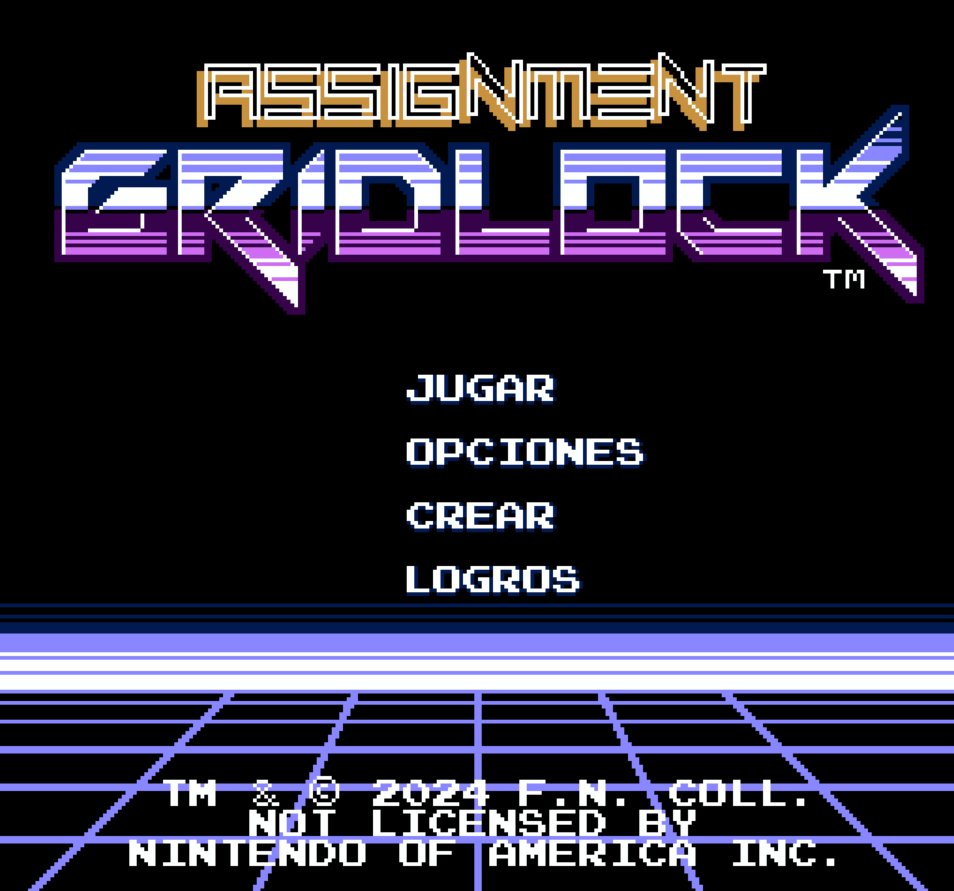 ASSIGNMENT
GRIDLOCK
TM
JUGAR
OPCIONES
CREAR
LOGROS
TM & © 2024 F.N. COLL.
NOT LICENSED BY
NINTENDO OF AMERICA INC.